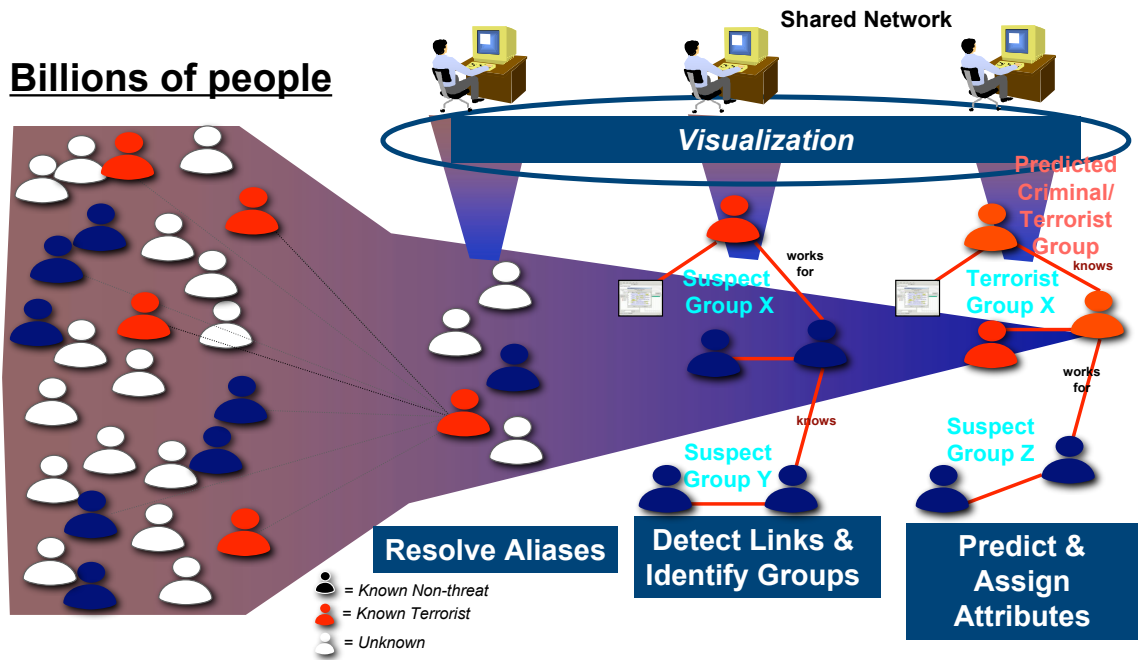 Shared Network
Billions of people
Visualization
Predicted
Criminal/
Terrorist
Group
works
for
knows
Suspect
Group X
Terrorist
Group X
works
for
knows
Suspect
Group Y
Suspect
Group Z
Resolve Aliases
Detect Links &
Identify Groups
Predict &
Assign
Attributes
= Known Non-threat
= Known Terrorist
= Unknown